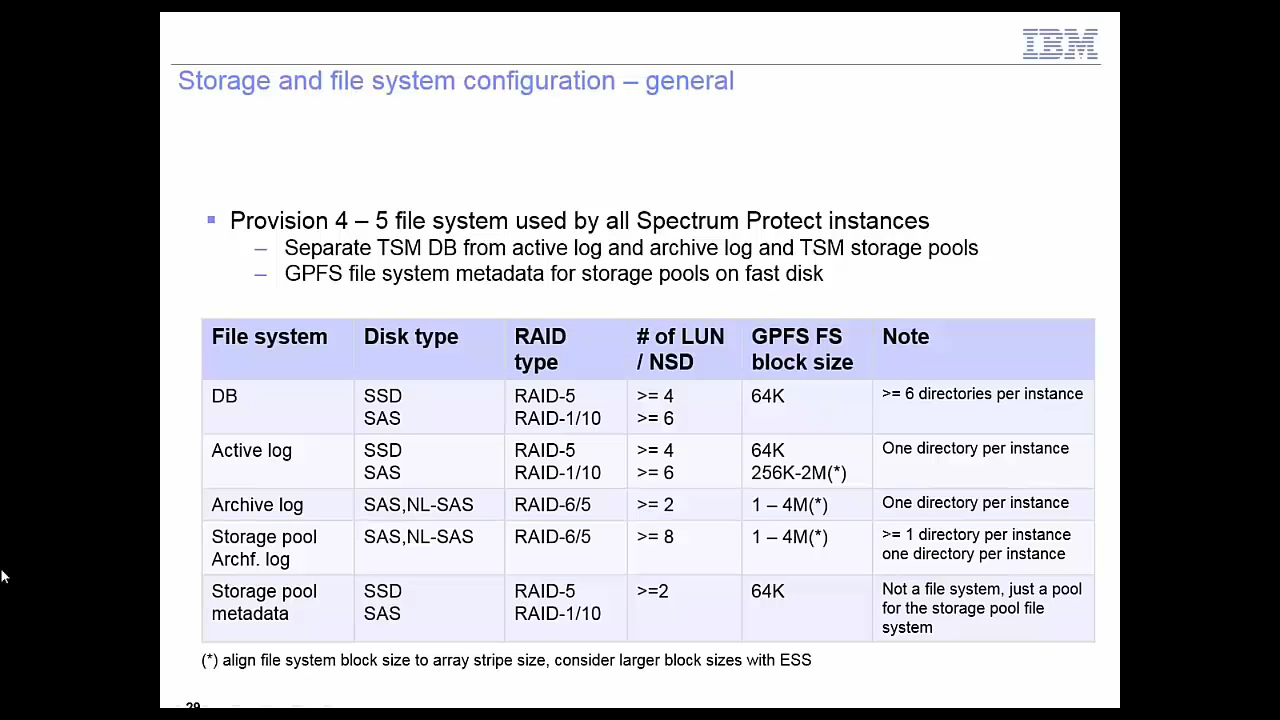 IBM
Storage and file system configuration – general
Provision 4 – 5 file system used by all Spectrum Protect instances
– Separate TSM DB from active log and archive log and TSM storage pools
– GPFS file system metadata for storage pools on fast disk
File system Disk type RAID type # of LUN / NSD GPFS FS block size Note
DB SSD RAID-5 >= 4 64K >= 6 directories per instance
SAS RAID-1/10 >= 6
Active log SSD RAID-5 >= 4 64K One directory per instance
SAS RAID-1/10 >= 6 256K-2M(*)
Archive log SAS,NL-SAS RAID-6/5 >= 2 1 – 4M(*) One directory per instance
Storage pool SAS,NL-SAS RAID-6/5 >= 8 1 – 4M(*) >= 1 directory per instance
Archf. log one directory per instance
Storage pool SSD RAID-5 >=2 64K Not a file system, just a pool
metadata SAS RAID-1/10 for the storage pool file
system
(*) align file system block size to array stripe size, consider larger block sizes with ESS
29